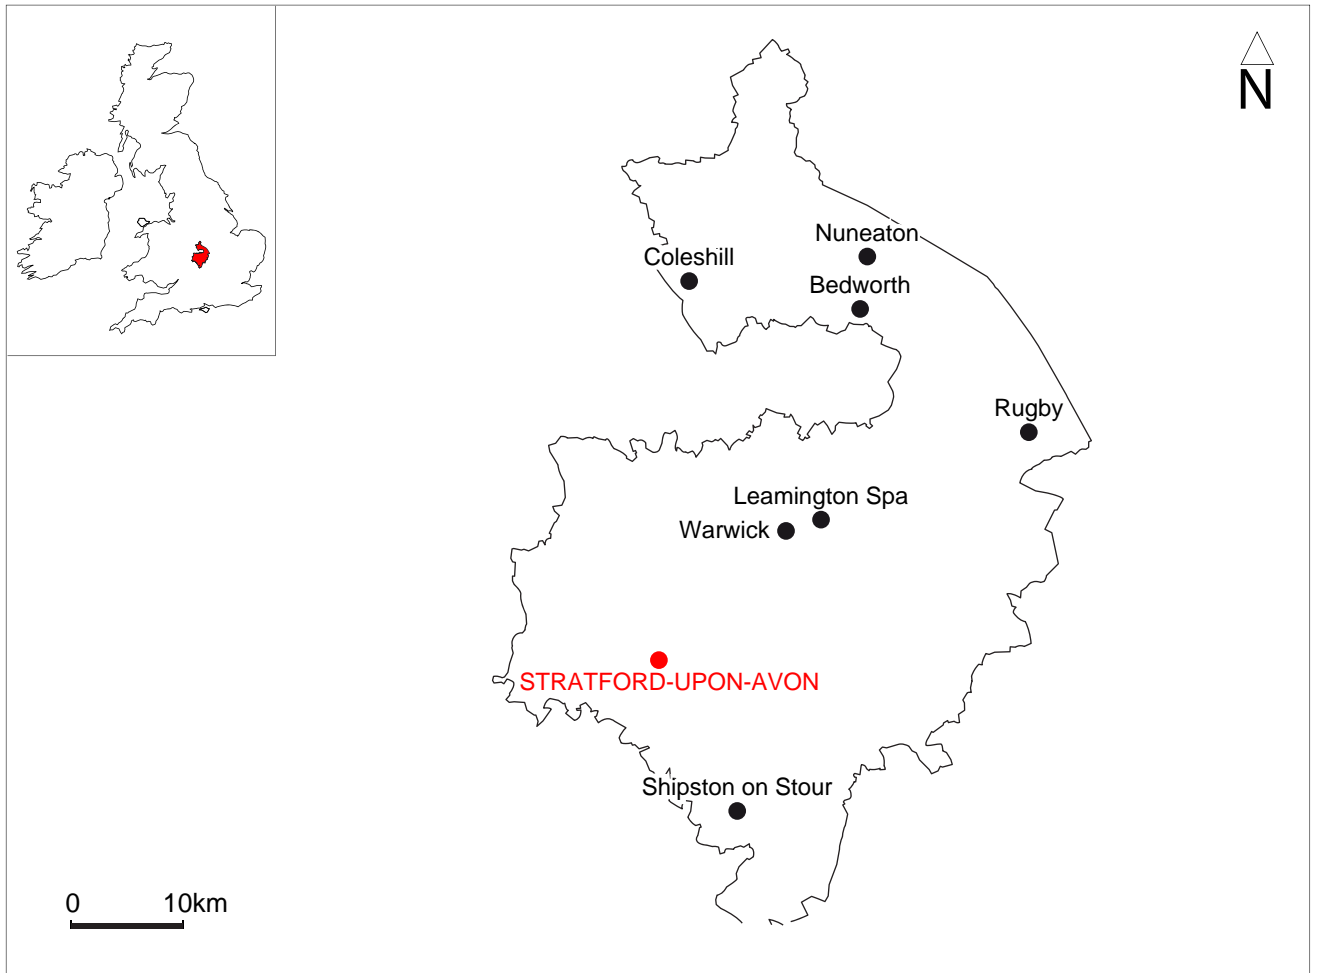 N
Nuneaton
Coleshill
Bedworth
Rugby
Leamington Spa
Warwick
STRATFORD-UPON-AVON
Shipston on Stour
0 10km